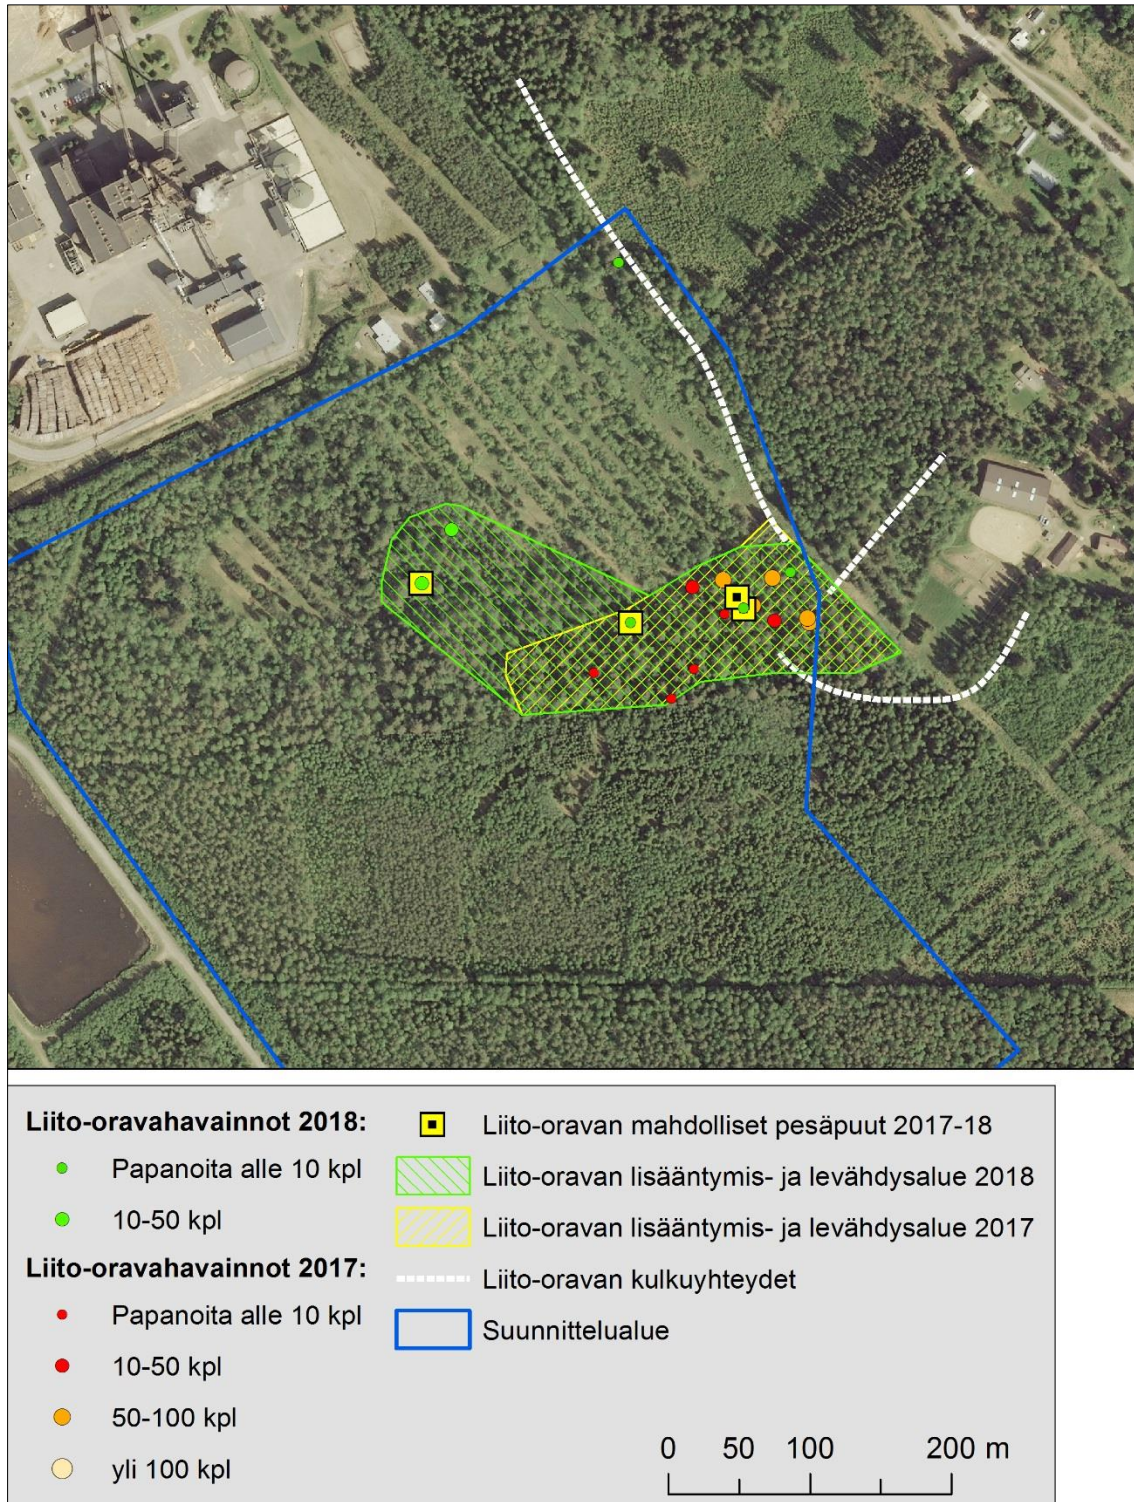 Liito-oravahavainnot 2018:
Papanoita alle 10 kpl
10-50 kpl
Liito-oravahavainnot 2017:
Papanoita alle 10 kpl
10-50 kpl
50-100 kpl
yli 100 kpl
Liito-oravan mahdolliset pesäpuut 2017-18
Liito-oravan lisääntymis- ja levähdysalue 2018
Liito-oravan lisääntymis- ja levähdysalue 2017
Liito-oravan kulkuyhteydet
Suunnittelualue
0 50 100 200 m